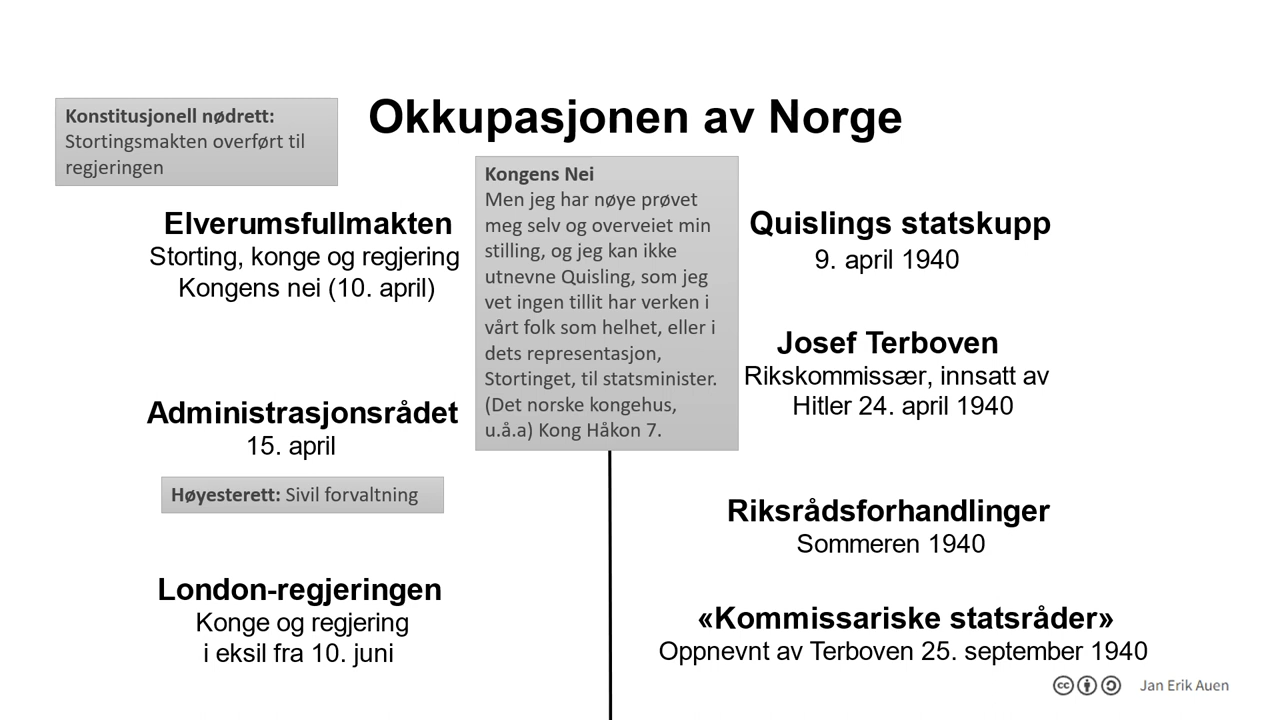 Okkupasjonen av Norge
Konstitusjonell nødrett:
Stortingsmakten overført til
regjeringen
Elverumsfullmakten
Storting, konge og regjering
Kongens nei (10. april)
Administrasjonsrådet
15. april
Høyesterett: Sivil forvaltning
London-regjeringen
Konge og regjering
i eksil fra 10. juni
Kongens Nei
Men jeg har nøye prøvet
meg selv og overveiet min
stilling, og jeg kan ikke
utnevne Quisling, som jeg
vet ingen tillit har verken i
vårt folk som helhet, eller i
dets representasjon,
Stortinget, til statsminister.
(Det norske kongehus,
u.å.a) Kong Håkon 7.
Quislings statskupp
9. april 1940
Josef Terboven
Rikskommissær, innsatt av
Hitler 24. april 1940
Riksrådsforhandlinger
Sommeren 1940
«Kommissariske statsråder»
Oppnevnt av Terboven 25. september 1940
cc Jan Erik Auen